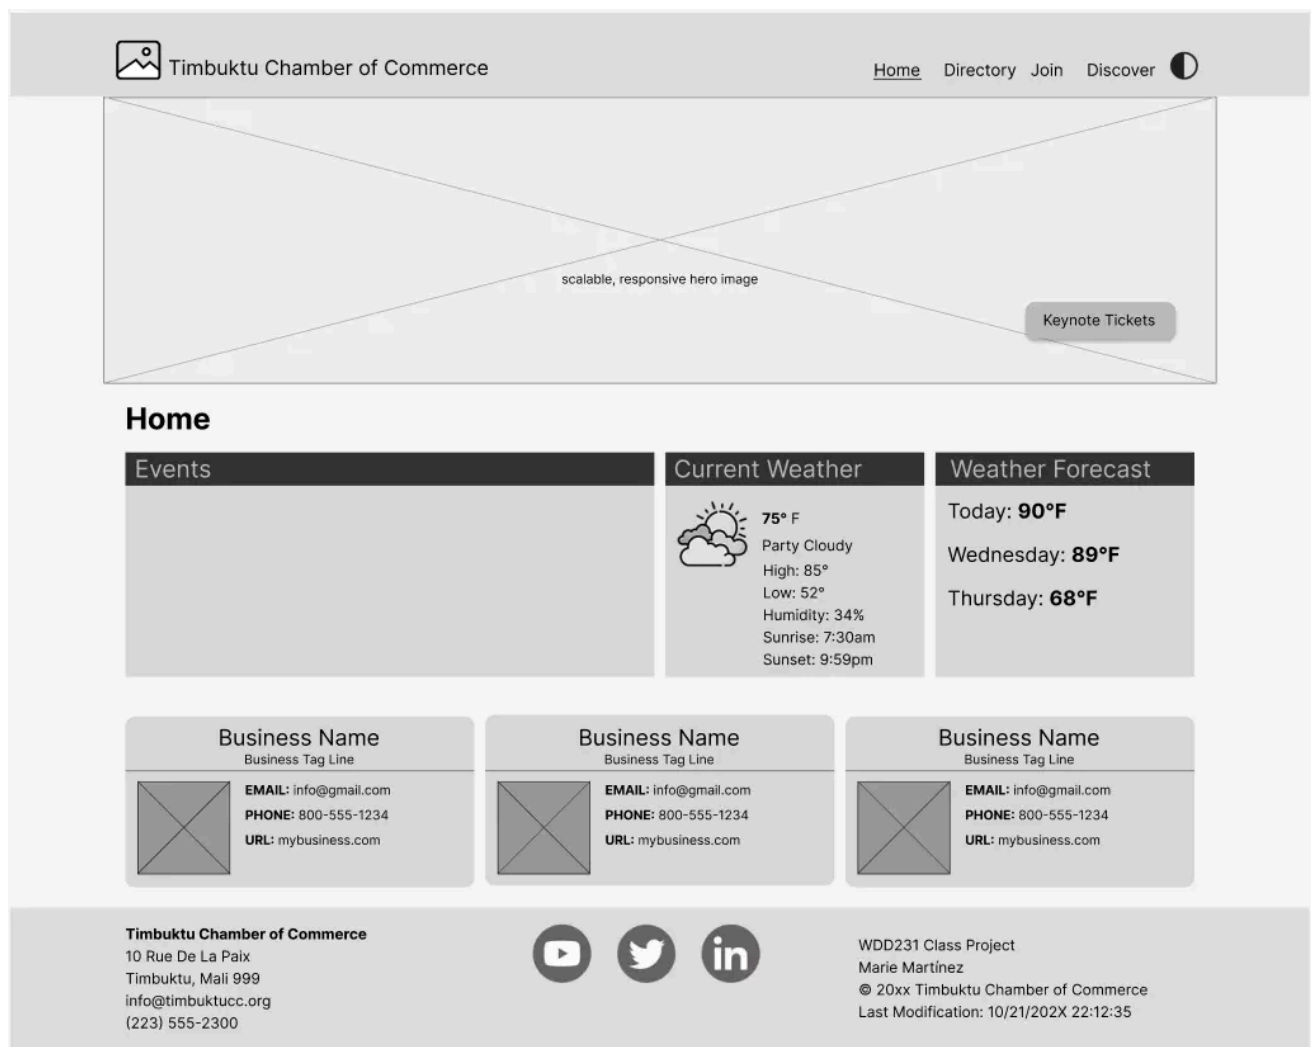 Timbuktu Chamber of Commerce
Home Directory Join Discover
scalable, responsive hero image
Keynote Tickets
Home
Events
Current Weather
75° F
Party Cloudy
High: 85°
Low: 52°
Humidity: 34%
Sunrise: 7:30am
Sunset: 9:59pm
Weather Forecast
Today: 90°F
Wednesday: 89°F
Thursday: 68°F
Business Name
Business Tag Line
EMAIL: info@gmail.com
PHONE: 800-555-1234
URL: mybusiness.com
Business Name
Business Tag Line
EMAIL: info@gmail.com
PHONE: 800-555-1234
URL: mybusiness.com
Business Name
Business Tag Line
EMAIL: info@gmail.com
PHONE: 800-555-1234
URL: mybusiness.com
Timbuktu Chamber of Commerce
10 Rue De La Paix
Timbuktu, Mali 999
info@timbuktucc.org
(223) 555-2300
in
WDD231 Class Project
Marie Martínez
© 20xx Timbuktu Chamber of Commerce
Last Modification: 10/21/202X 22:12:35